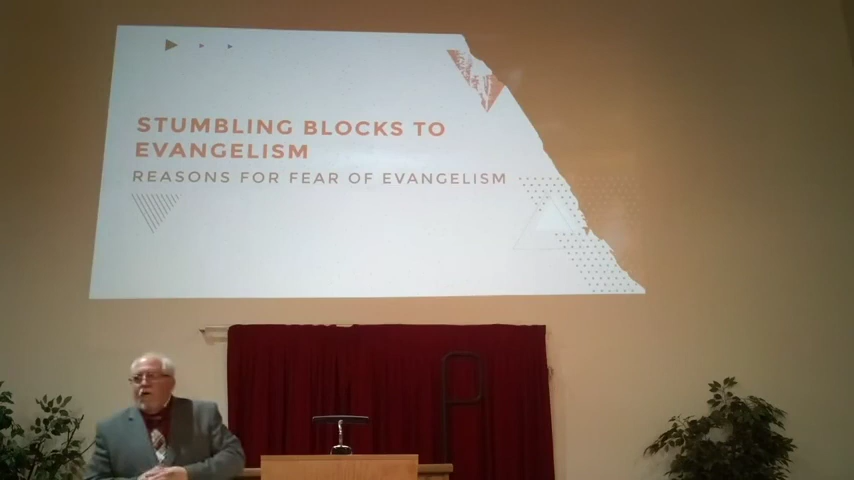 STUMBLING BLOCKS TO
EVANGELISM
REASONS FOR FEAR OF EVANGELISM